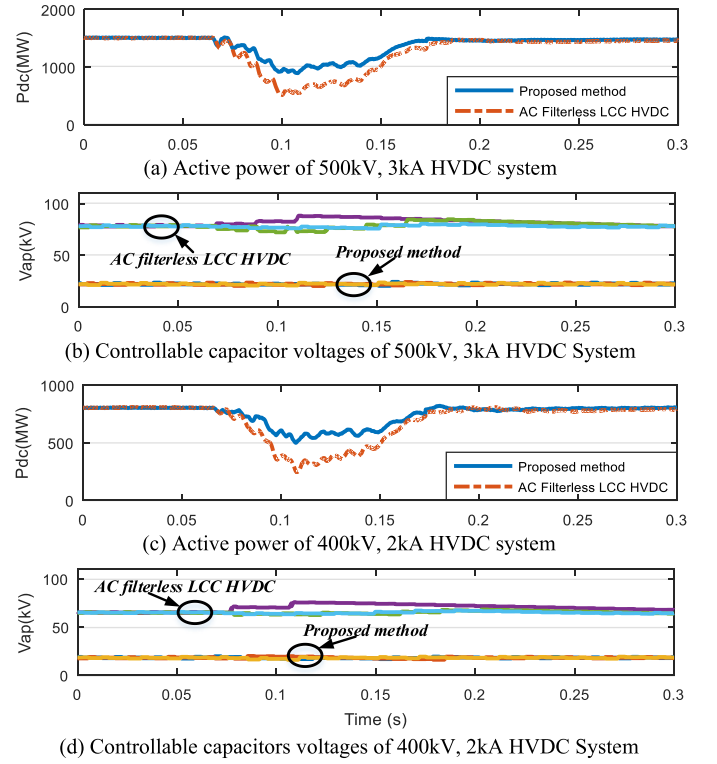 2000
1000
0
Pdc(MW)
Proposed method
AC Filterless LCC HVDC
0 0.05 0.1 0.15 0.2 0.25 0.3
(a) Active power of 500kV, 3kA HVDC system
100
50
0
Vap(kV)
AC filterless LCC HVDC
Proposed method
0 0.05 0.1 0.15 0.2 0.25 0.3
(b) Controllable capacitor voltages of 500kV, 3kA HVDC System
1000
500
0
Pdc(MW)
Proposed method
AC Filterless LCC HVDC
0 0.05 0.1 0.15 0.2 0.25 0.3
(c) Active power of 400kV, 2kA HVDC system
100
50
0
Vap(kV)
AC filterless LCC HVDC
Proposed method
0 0.05 0.1 0.15 0.2 0.25 0.3
Time (s)
(d) Controllable capacitors voltages of 400kV, 2kA HVDC System